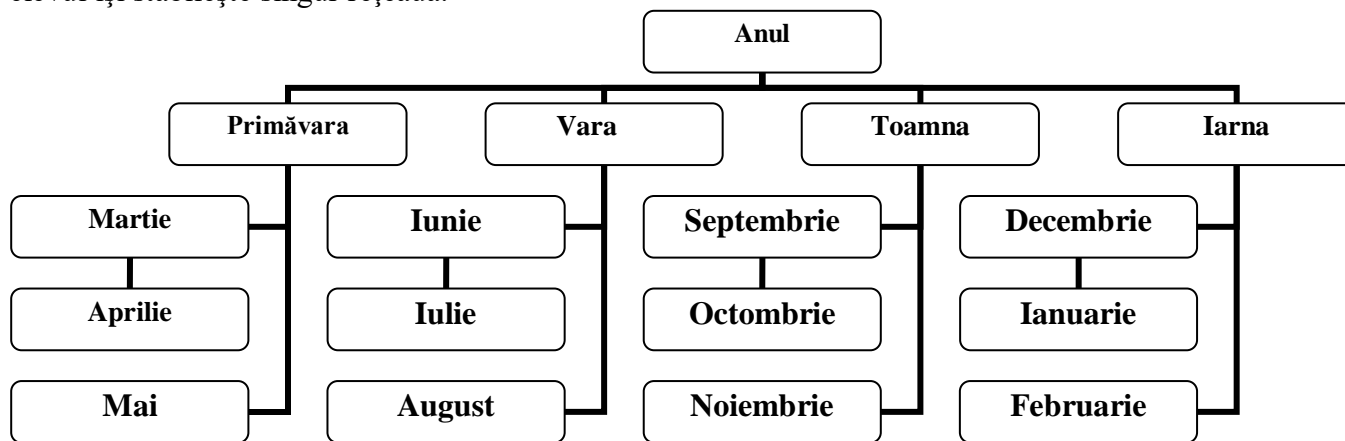 Anul
Primăvara Vara Toamna Iarna
Martie Iunie Septembrie Decembrie
Aprilie Iulie Octombrie Ianuarie
Mai August Noiembrie Februarie